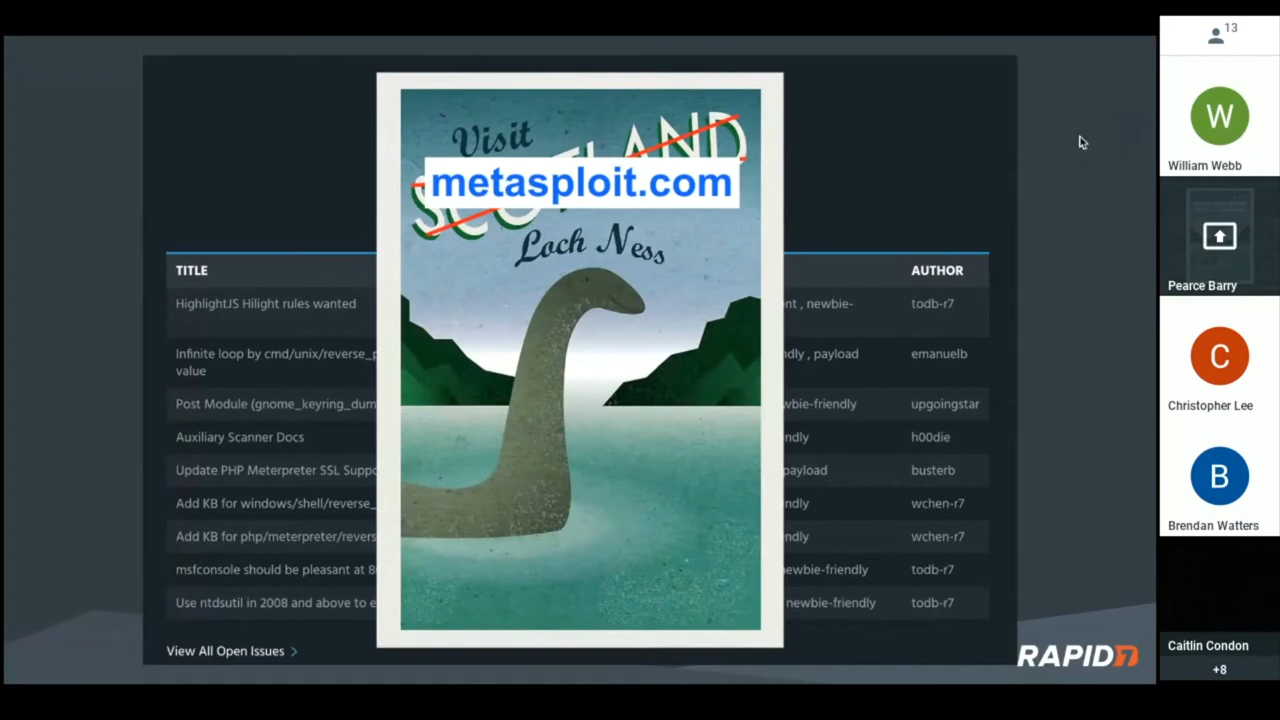 13
W
William Webb
Pearce Barry
C
Christopher Lee
B
Brendan Watters
Caitlin Condon
+8
Visit
SCOTLAND
metasploit.com
Loch Ness
TITLE AUTHOR
HighlightJS Hilight rules wanted nt , newbie- todb-r7
Infinite loop by cmd/unix/reverse_p ndly , payload emanuelb
value
Post Module (gnome_keyring_dum wbie-friendly upgoingstar
Auxiliary Scanner Docs ndly h00die
Update PHP Meterpreter SSL Suppo payload busterb
Add KB for windows/shell/reverse_ ndly wchen-r7
Add KB for php/meterpreter/revers ndly wchen-r7
msfconsole should be pleasant at 8 ewbie-friendly todb-r7
Use ntdsutil in 2008 and above to e newbie-friendly todb-r7
View All Open Issues >
RAPID7